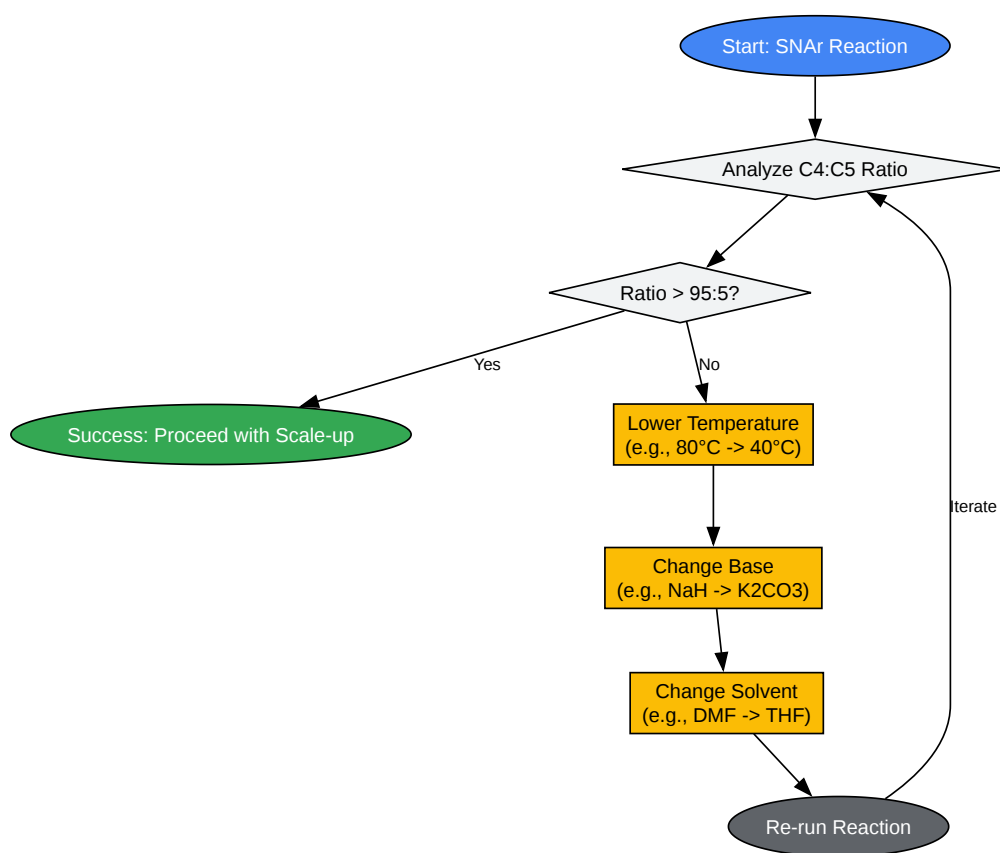 Start: SNAr Reaction
Analyze C4:C5 Ratio
Ratio > 95:5?
Yes
No
Success: Proceed with Scale-up
Lower Temperature
(e.g., 80°C -> 40°C)
Iterate
Change Base
(e.g., NaH -> K2CO3)
Change Solvent
(e.g., DMF -> THF)
Re-run Reaction